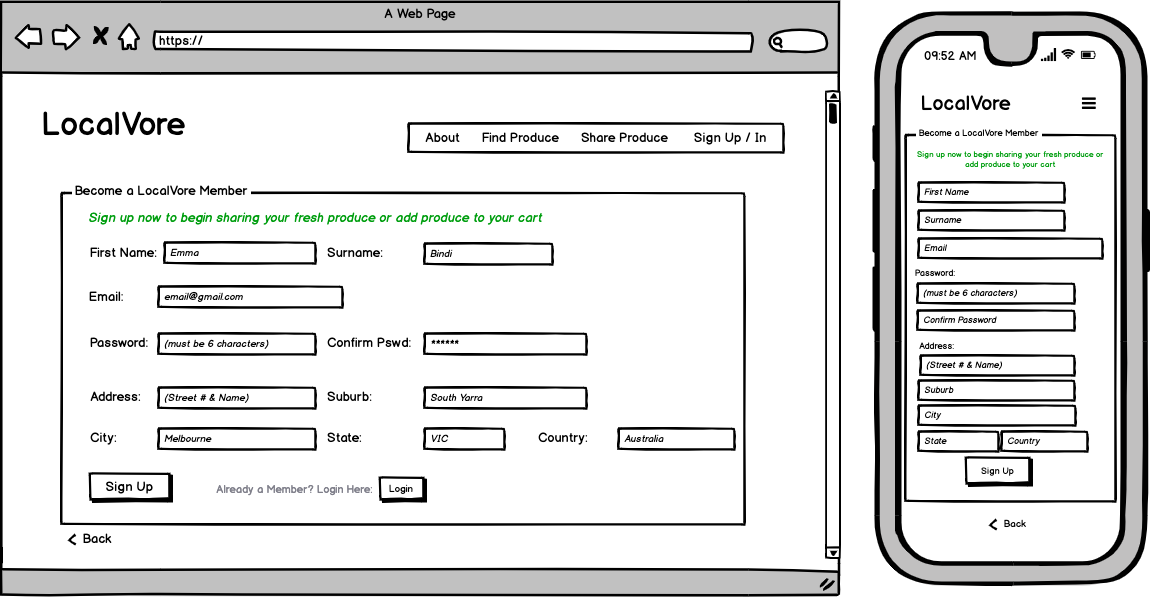 A Web Page
https://
LocalVore
About Find Produce Share Produce Sign Up / In
Become a LocalVore Member
Sign up now to begin sharing your fresh produce or add produce to your cart
First Name: Emma Surname: Bindi
Email: email@gmail.com
Password: (must be 6 characters) Confirm Pswd: ******
Address: (Street # & Name) Suburb: South Yarra
City: Melbourne State: VIC Country: Australia
Sign Up Already a Member? Login Here: Login
Back
09:52 AM
LocalVore
Become a LocalVore Member
Sign up now to begin sharing your fresh produce or
add produce to your cart
First Name
Surname
Email
Password:
(must be 6 characters)
Confirm Password
Address:
(Street # & Name)
Suburb
City
State Country
Sign Up
Back